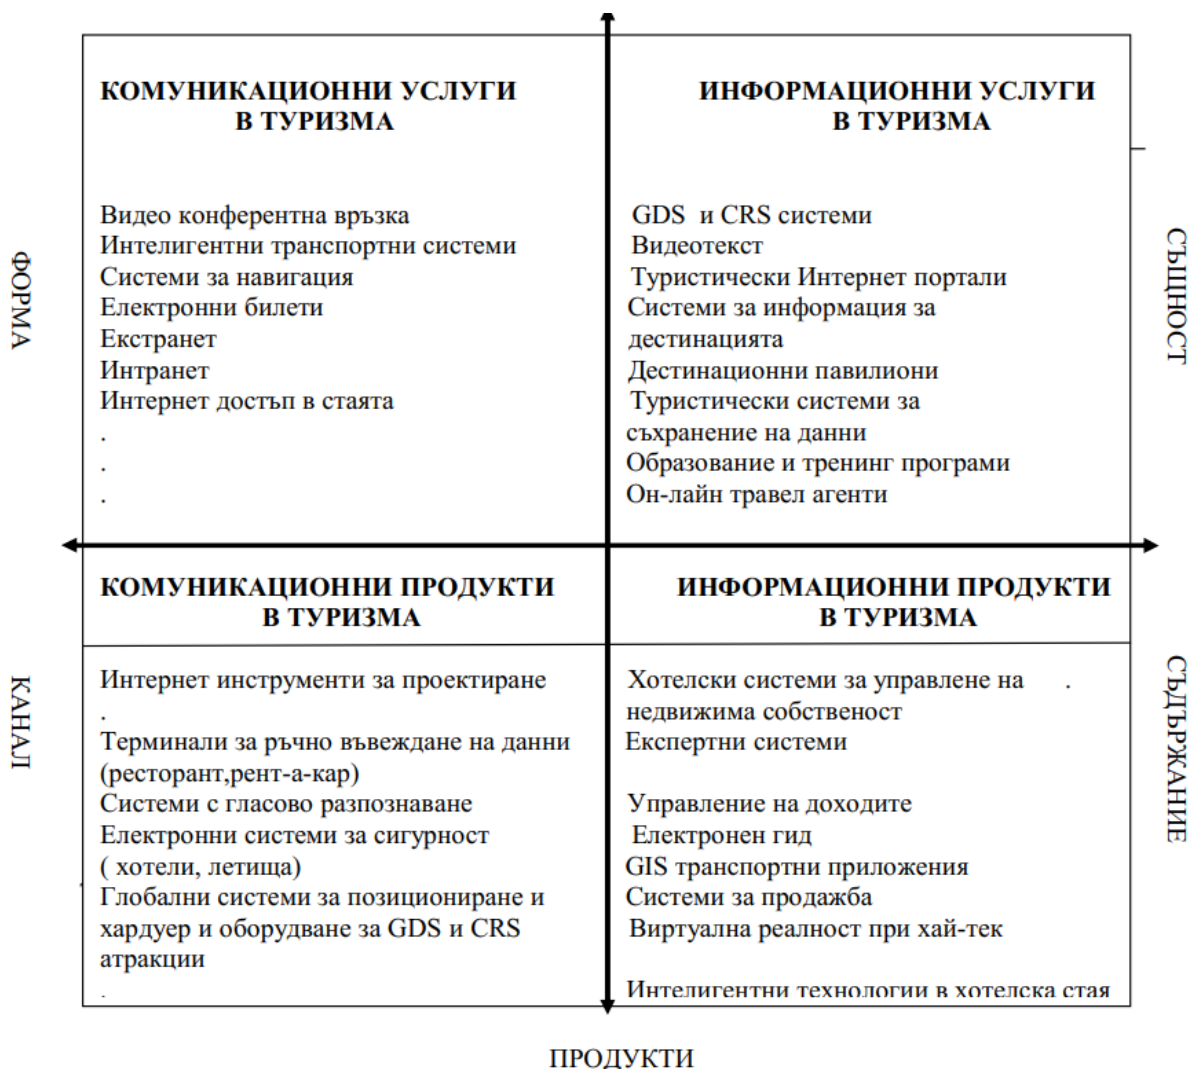 КОМУНИКАЦИОННИ УСЛУГИ
В ТУРИЗМА
Видео конферентна връзка
Интелигентни транспортни системи
Системи за навигация
Електронни билети
Екстранет
Интранет
Интернет достъп в стаята
.
.
.
ИНФОРМАЦИОННИ УСЛУГИ
В ТУРИЗМА
GDS и CRS системи
Видеотекст
Туристически Интернет портали
Системи за информация за
дестинацията
Дестинационни павилиони
Туристически системи за
съхранение на данни
Образование и тренинг програми
Он-лайн травел агенти
ФОРМА
СЪЩНОСТ
КОМУНИКАЦИОННИ ПРОДУКТИ
В ТУРИЗМА
Интернет инструменти за проектиране
.
Терминали за ръчно въвеждане на данни
(ресторант,рент-а-кар)
Системи с гласово разпознаване
Електронни системи за сигурност
( хотели, летища)
Глобални системи за позициониране и
хардуер и оборудване за GDS и CRS
атракции
.
ИНФОРМАЦИОННИ ПРОДУКТИ
В ТУРИЗМА
Хотелски системи за управлене на .
недвижима собственост
Експертни системи
Управление на доходите
Електронен гид
GIS транспортни приложения
Системи за продажба
Виртуална реалност при хай-тек
Интелигентни технологии в хотелска стая
КАНАЛ
СЪДЪРЖАНИЕ
ПРОДУКТИ